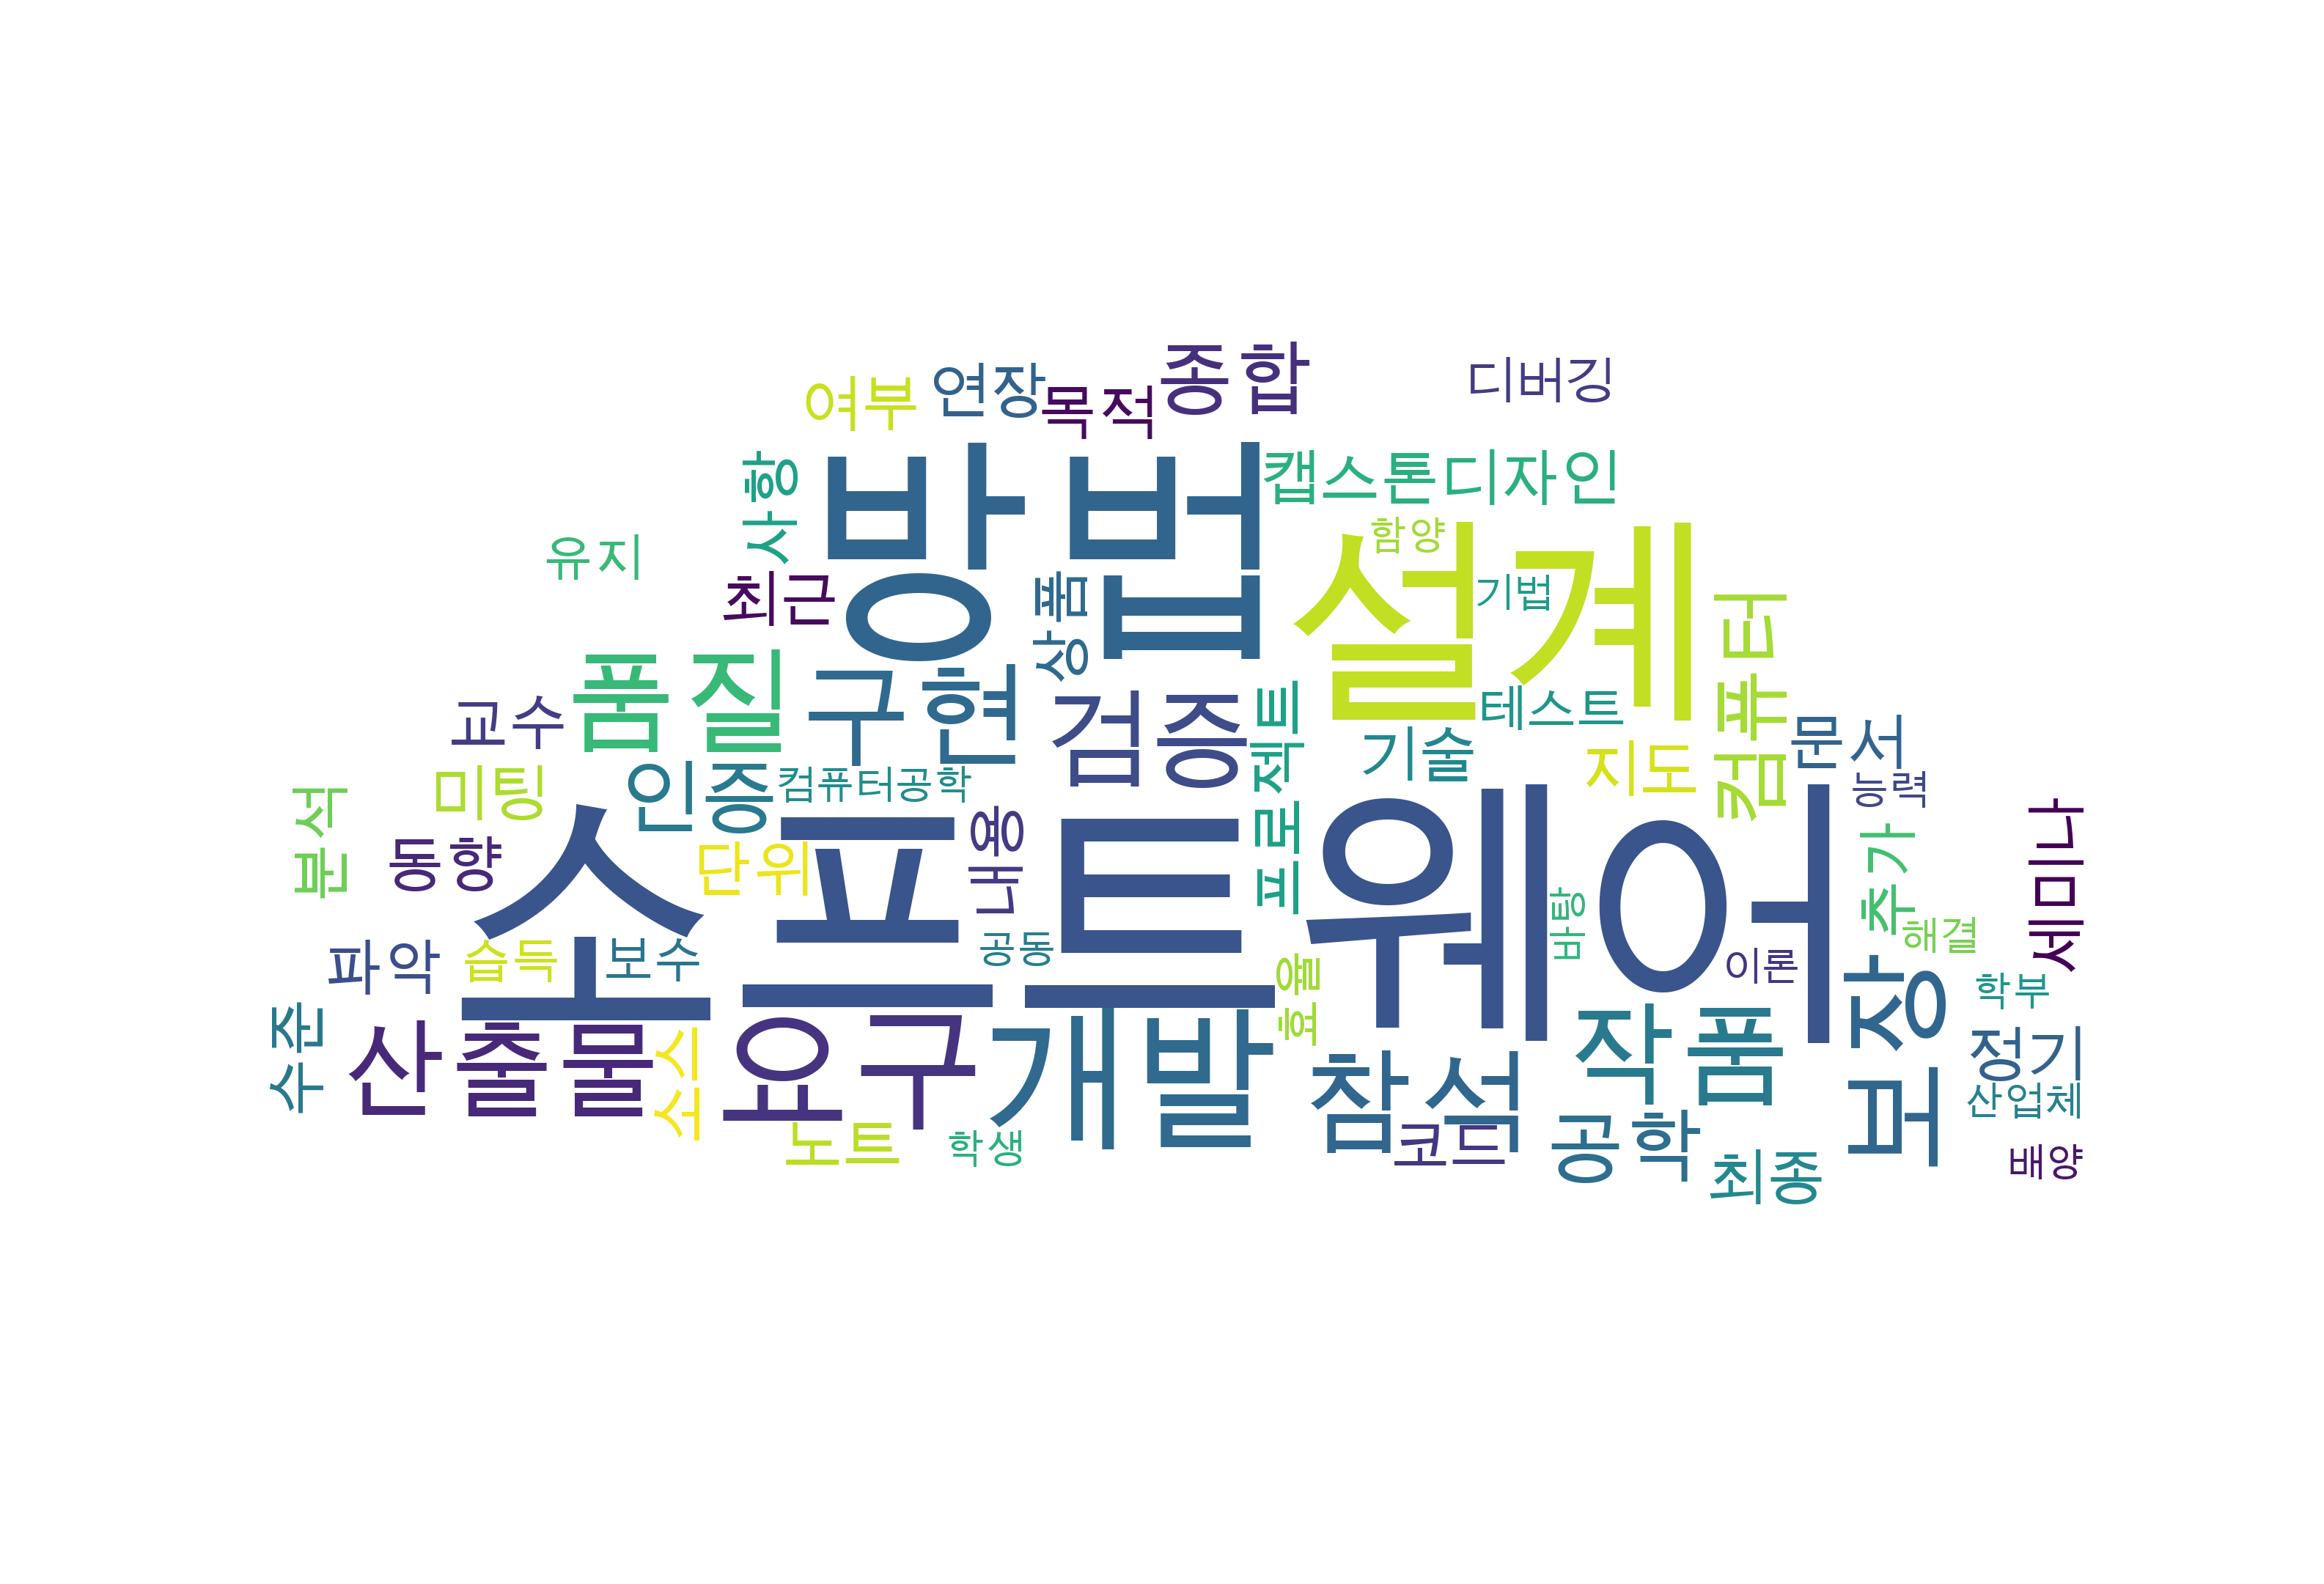 종합
디버깅
여부
연장
목적
방법
캡스톤디자인
사항
함양
유지
최근
상품
설계
기법
컴퓨터
품질
구현
검증
테스트
교수
프로젝트
기술
지도
문서
미팅
인증
컴퓨터공학
능력
분석
동향
소프트웨어
단위
내용
추가
세미나
바탕
해결
파악
습득
보수
공동
이론
효율
보장
학부
수준
산출물
소스
요구
개발
참석
작품
정기
산업체
노트
학생
코드
공학
최종
배양